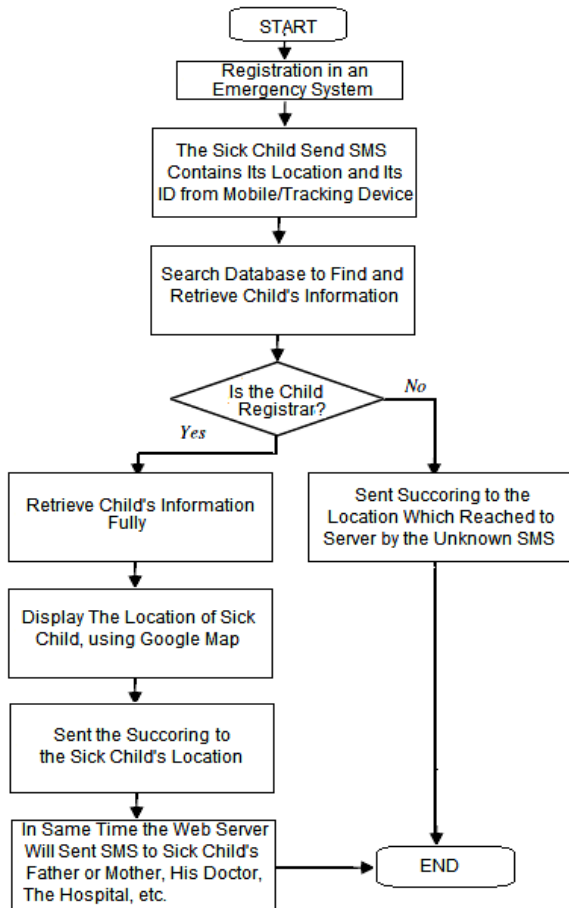 START
Registration in an
Emergency System
The Sick Child Send SMS
Contains Its Location and Its
ID from Mobile/Tracking Device
Search Database to Find and
Retrieve Child's Information
Is the Child
Registrar?
No
Yes
Retrieve Child's Information
Fully
Sent Succoring to the
Location Which Reached to
Server by the Unknown SMS
Display The Location of Sick
Child, using Google Map
Sent the Succoring to
the Sick Child's Location
In Same Time the Web Server
Will Sent SMS to Sick Child's
Father or Mother, His Doctor,
The Hospital, etc.
END